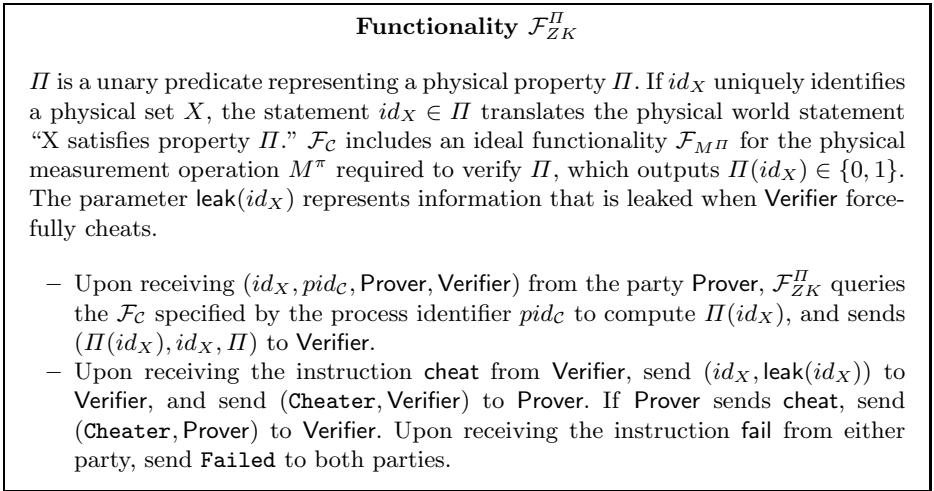 Functionality $\mathcal{F}_{ZK}^{\Pi}$
Π is a unary predicate representing a physical property Π. If $id_X$ uniquely identifies
a physical set X, the statement $id_X \in \Pi$ translates the physical world statement
“X satisfies property Π.” $\mathcal{F}_{\mathcal{C}}$ includes an ideal functionality $\mathcal{F}_{M^{\Pi}}$ for the physical
measurement operation $M^{\pi}$ required to verify Π, which outputs $\Pi(id_X) \in \{0, 1\}$.
The parameter leak($id_X$) represents information that is leaked when Verifier force-
fully cheats.
– Upon receiving ($id_X, pid_{\mathcal{C}}$, Prover, Verifier) from the party Prover, $\mathcal{F}_{ZK}^{\Pi}$ queries
the $\mathcal{F}_{\mathcal{C}}$ specified by the process identifier $pid_{\mathcal{C}}$ to compute $\Pi(id_X)$, and sends
($\Pi(id_X), id_X, \Pi$) to Verifier.
– Upon receiving the instruction cheat from Verifier, send ($id_X$, leak($id_X$)) to
Verifier, and send (Cheater, Verifier) to Prover. If Prover sends cheat, send
(Cheater, Prover) to Verifier. Upon receiving the instruction fail from either
party, send Failed to both parties.